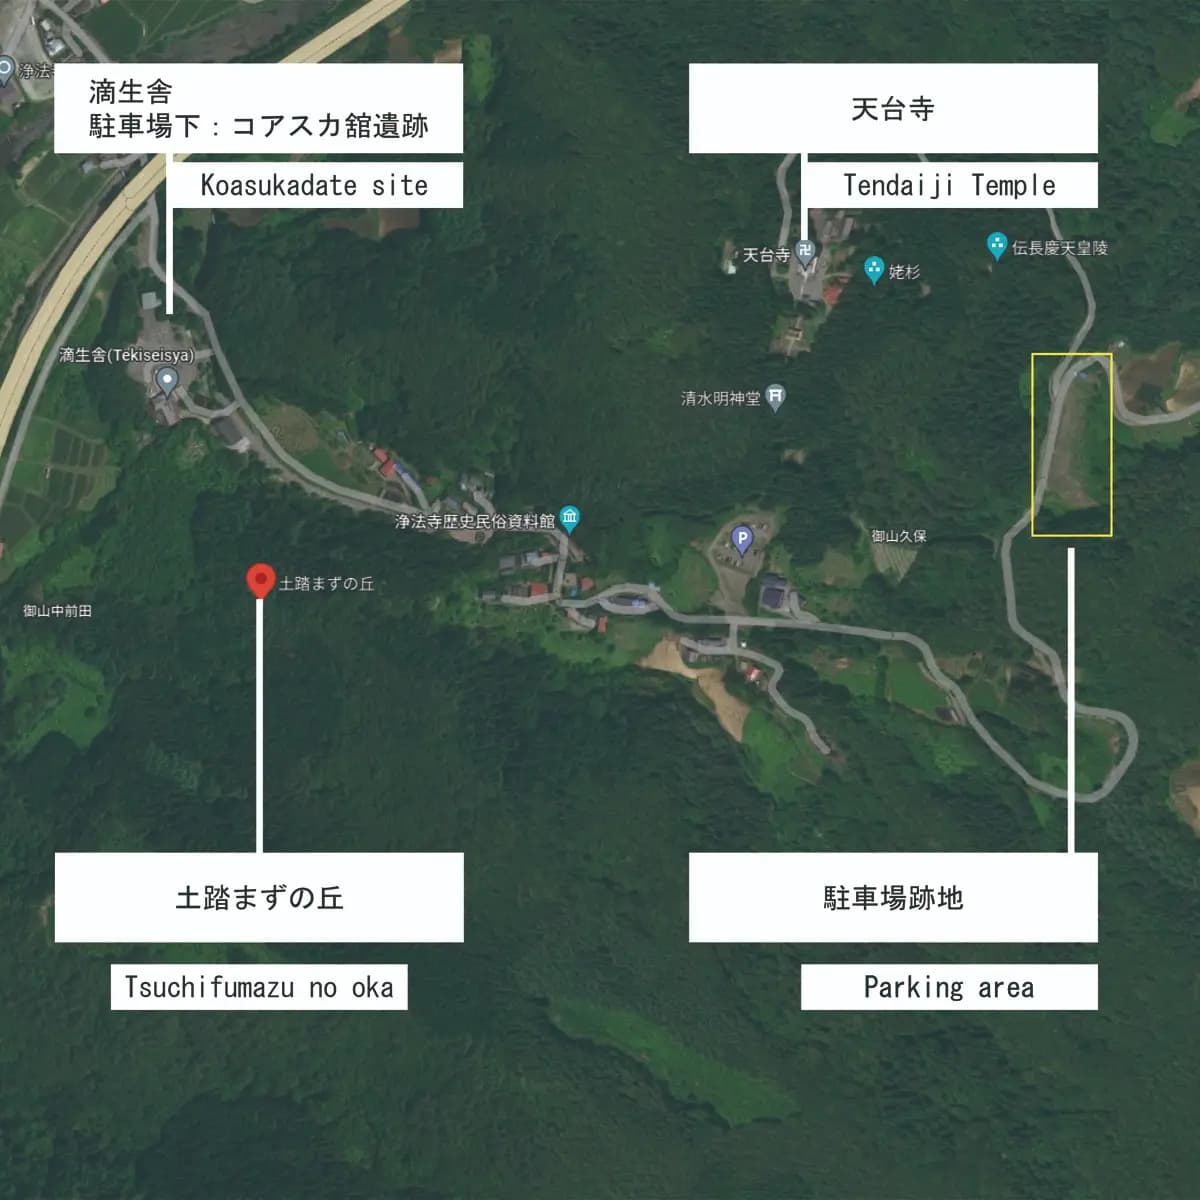 浄法
滴生舎
駐車場下：コアスカ舘遺跡
Koasukadate site
天台寺
Tendaiji Temple
天台寺
姥杉
伝長慶天皇陵
滴生舎(Tekiseisya)
清水明神堂
浄法寺歴史民俗資料館
P
御山久保
土踏まずの丘
御山中前田
土踏まずの丘
Tsuchifumazu no oka
駐車場跡地
Parking area